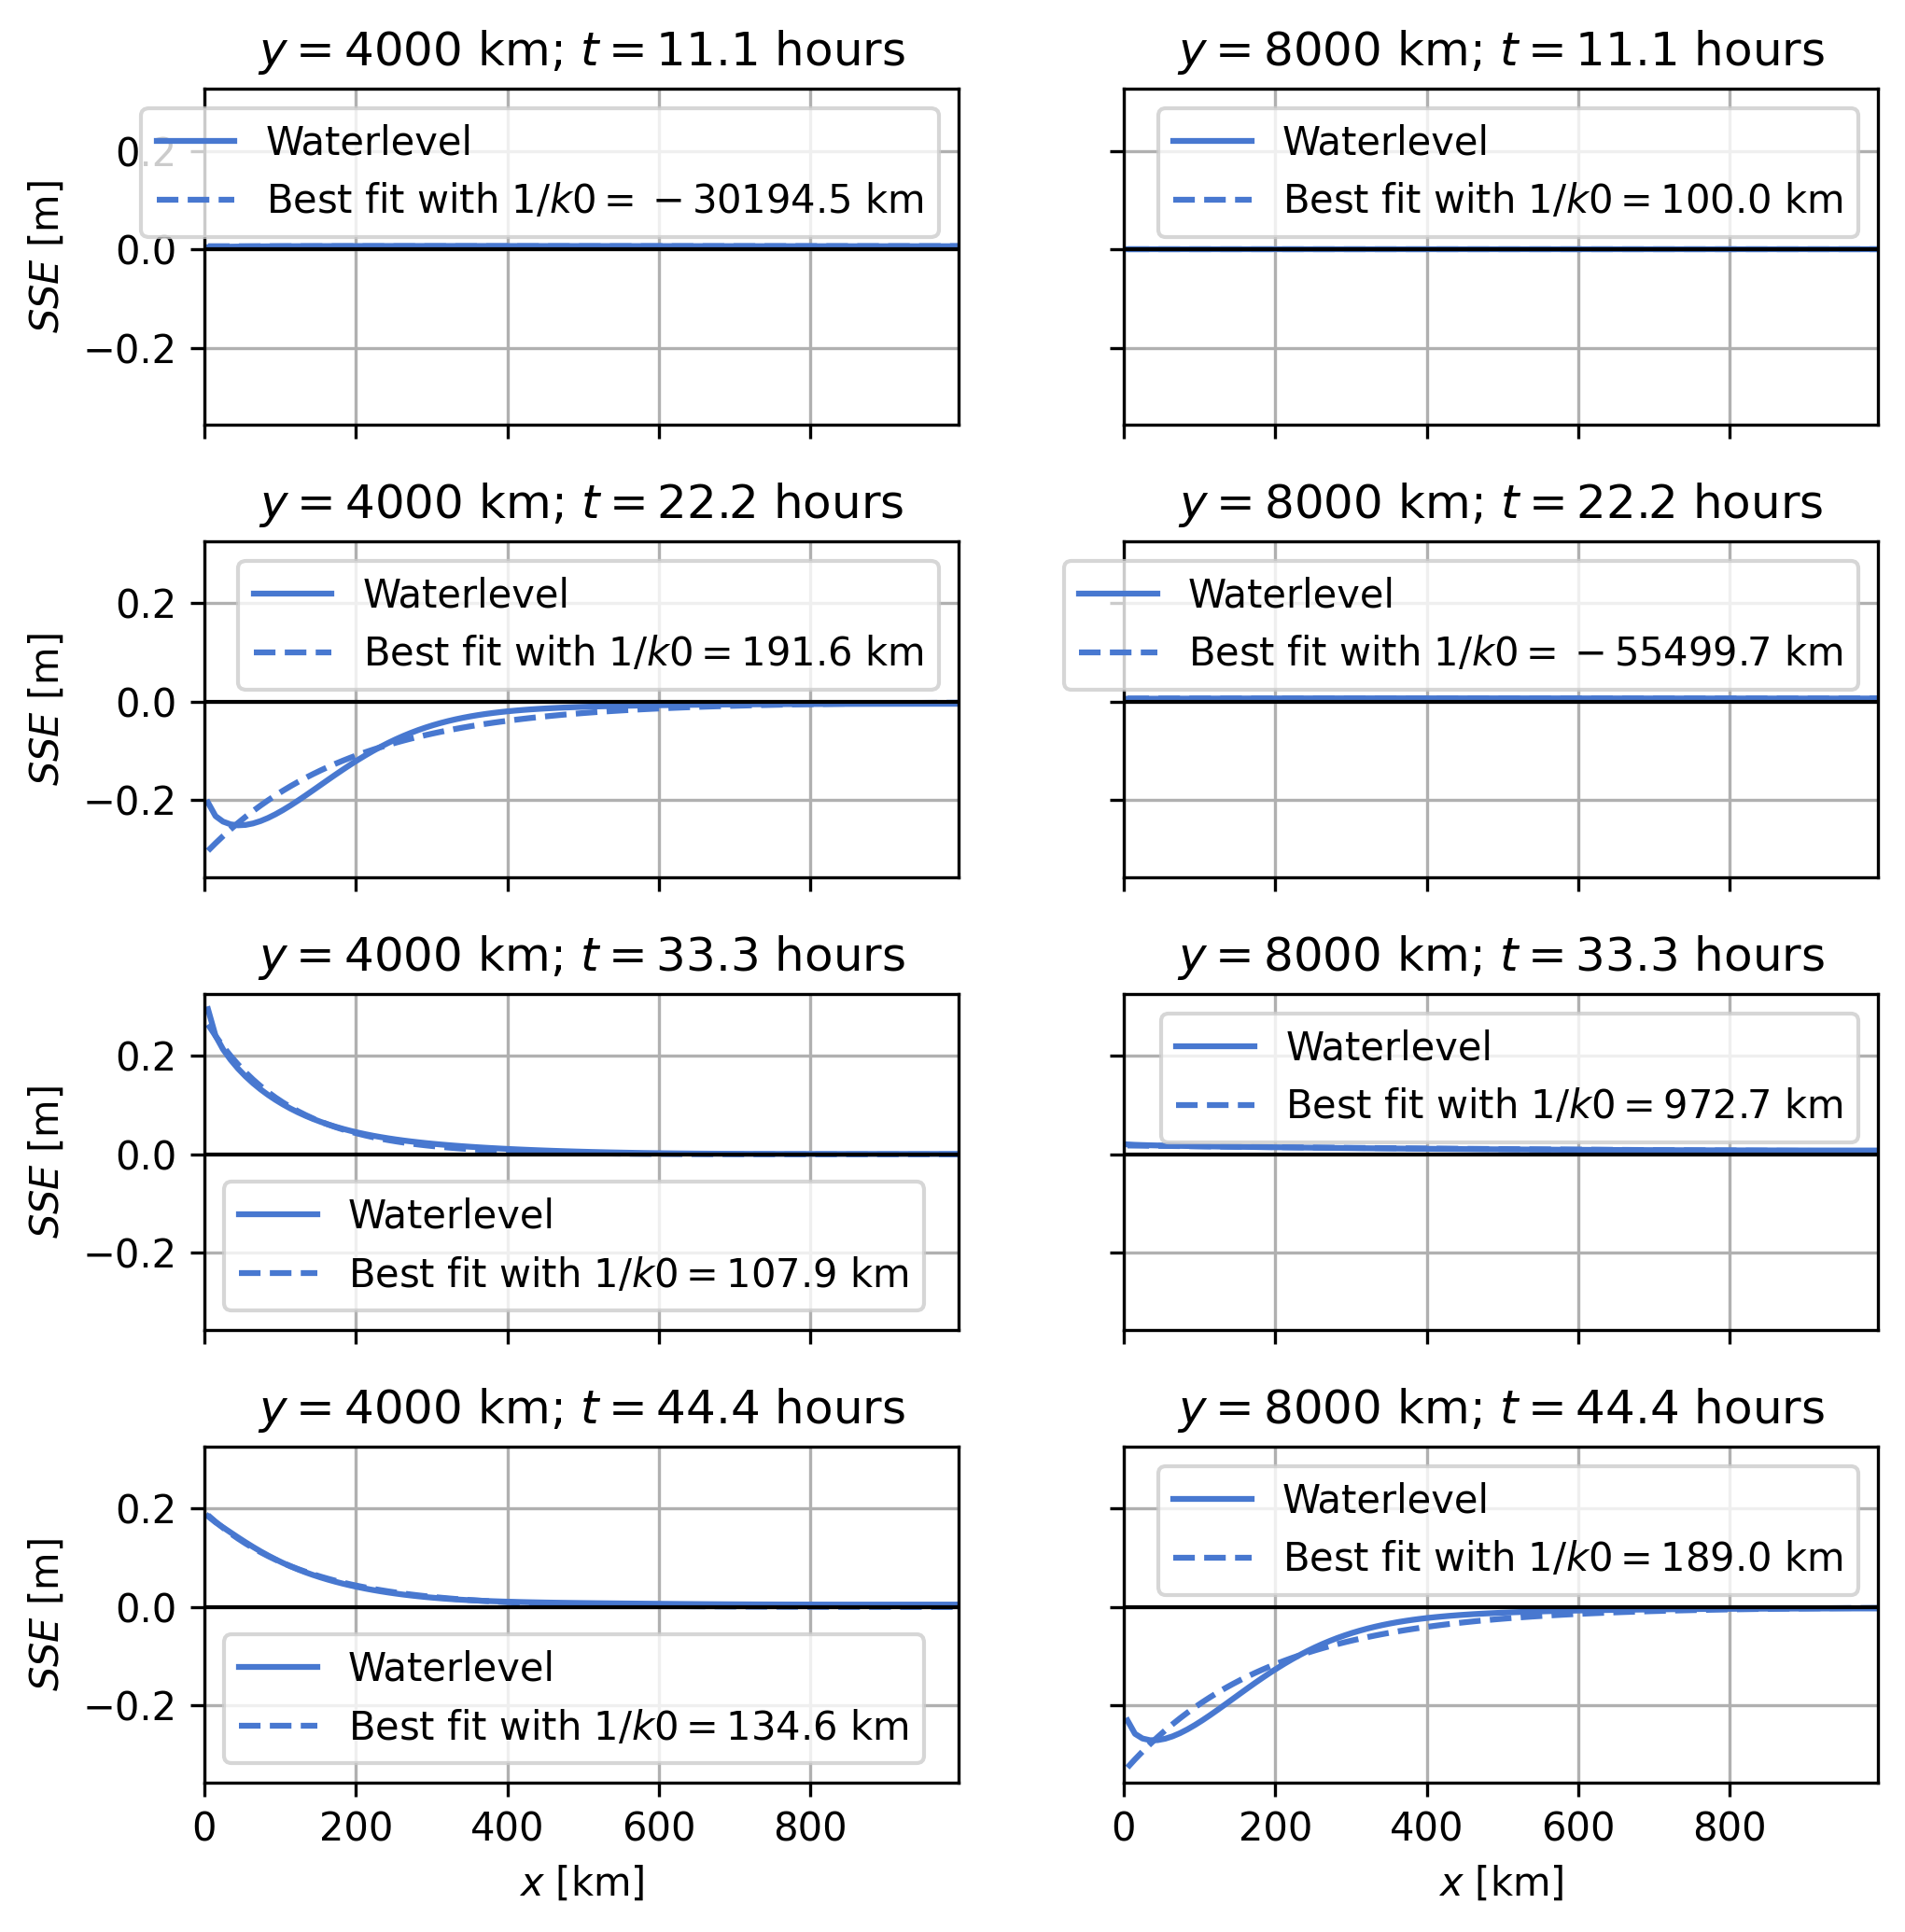 y = 4000 km; t = 11.1 hours
SSE [m]
0.2
0.0
−0.2
Waterlevel
Best fit with 1/k0 = − 30194.5 km
y = 8000 km; t = 11.1 hours
Waterlevel
Best fit with 1/k0 = 100.0 km
y = 4000 km; t = 22.2 hours
SSE [m]
0.2
0.0
−0.2
Waterlevel
Best fit with 1/k0 = 191.6 km
y = 8000 km; t = 22.2 hours
Waterlevel
Best fit with 1/k0 = − 55499.7 km
y = 4000 km; t = 33.3 hours
SSE [m]
0.2
0.0
−0.2
Waterlevel
Best fit with 1/k0 = 107.9 km
y = 8000 km; t = 33.3 hours
Waterlevel
Best fit with 1/k0 = 972.7 km
y = 4000 km; t = 44.4 hours
SSE [m]
0.2
0.0
−0.2
Waterlevel
Best fit with 1/k0 = 134.6 km
0 200 400 600 800
x [km]
y = 8000 km; t = 44.4 hours
Waterlevel
Best fit with 1/k0 = 189.0 km
0 200 400 600 800
x [km]